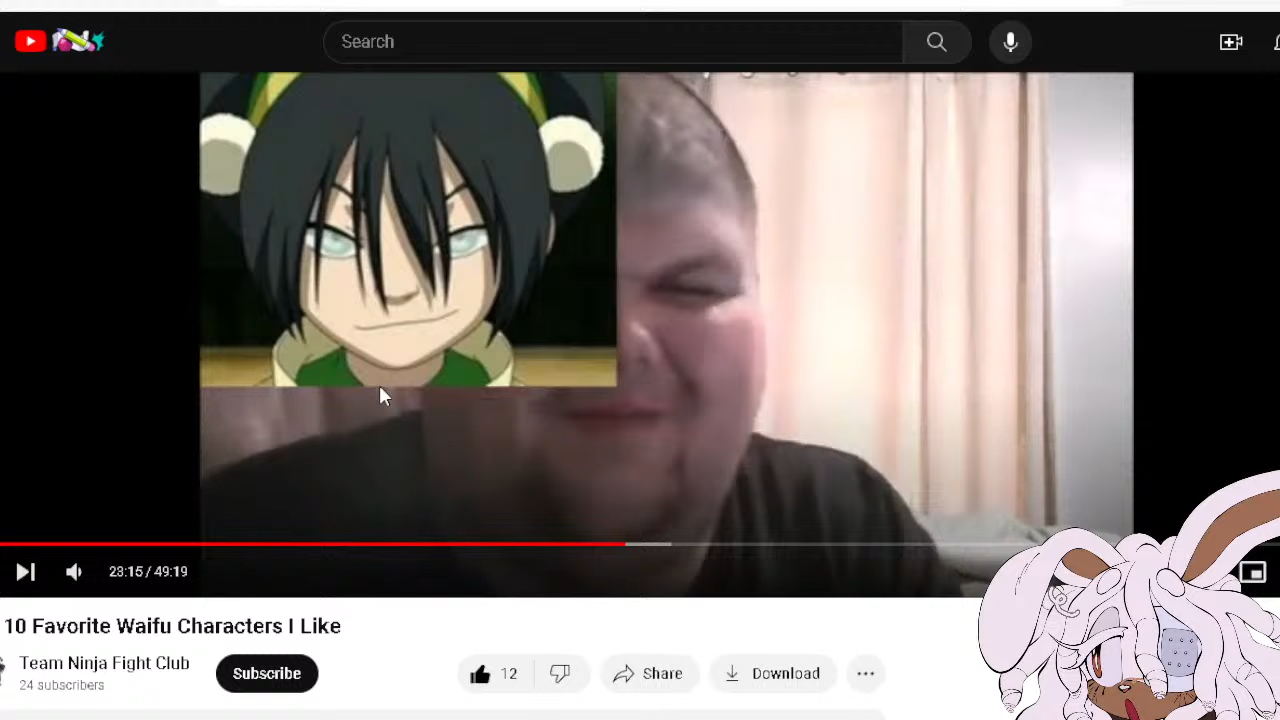 Search
23:15 / 49:19
10 Favorite Waifu Characters I Like
Team Ninja Fight Club
24 subscribers
Subscribe
12
Share
Download